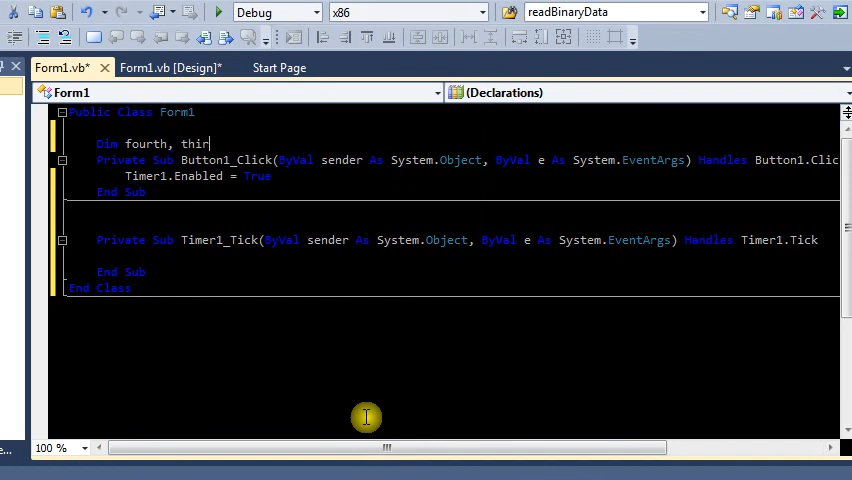 Debug x86 readBinaryData
Form1.vb* Form1.vb [Design]* Start Page
Form1 (Declarations)
Public Class Form1
Dim fourth, thir
Private Sub Button1_Click(ByVal sender As System.Object, ByVal e As System.EventArgs) Handles Button1.Clic
Timer1.Enabled = True
End Sub
Private Sub Timer1_Tick(ByVal sender As System.Object, ByVal e As System.EventArgs) Handles Timer1.Tick
End Sub
End Class
100 %
e...